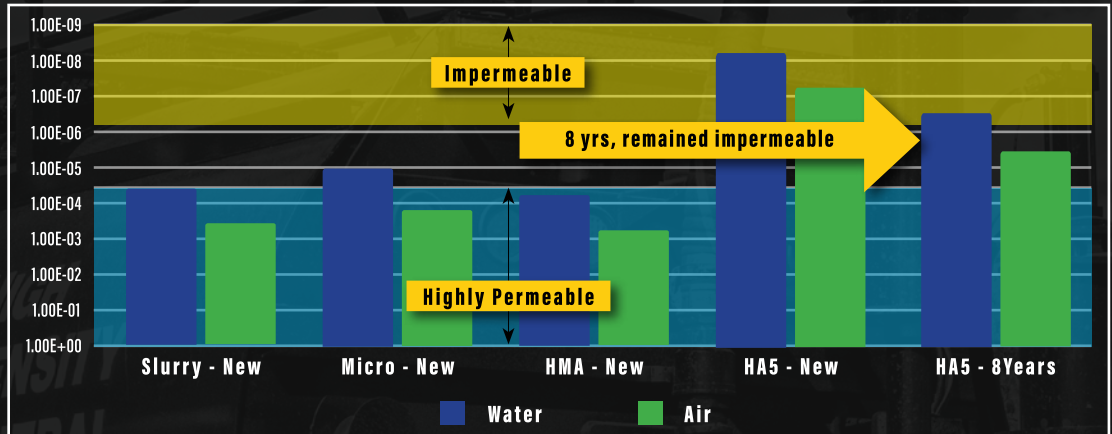 1.00E-09
1.00E-08
1.00E-07
1.00E-06
1.00E-05
1.00E-04
1.00E-03
1.00E-02
1.00E-01
1.00E+00
Impermeable
8 yrs, remained impermeable
Highly Permeable
Slurry - New
Micro - New
HMA - New
HA5 - New
HA5 - 8Years
Water
Air